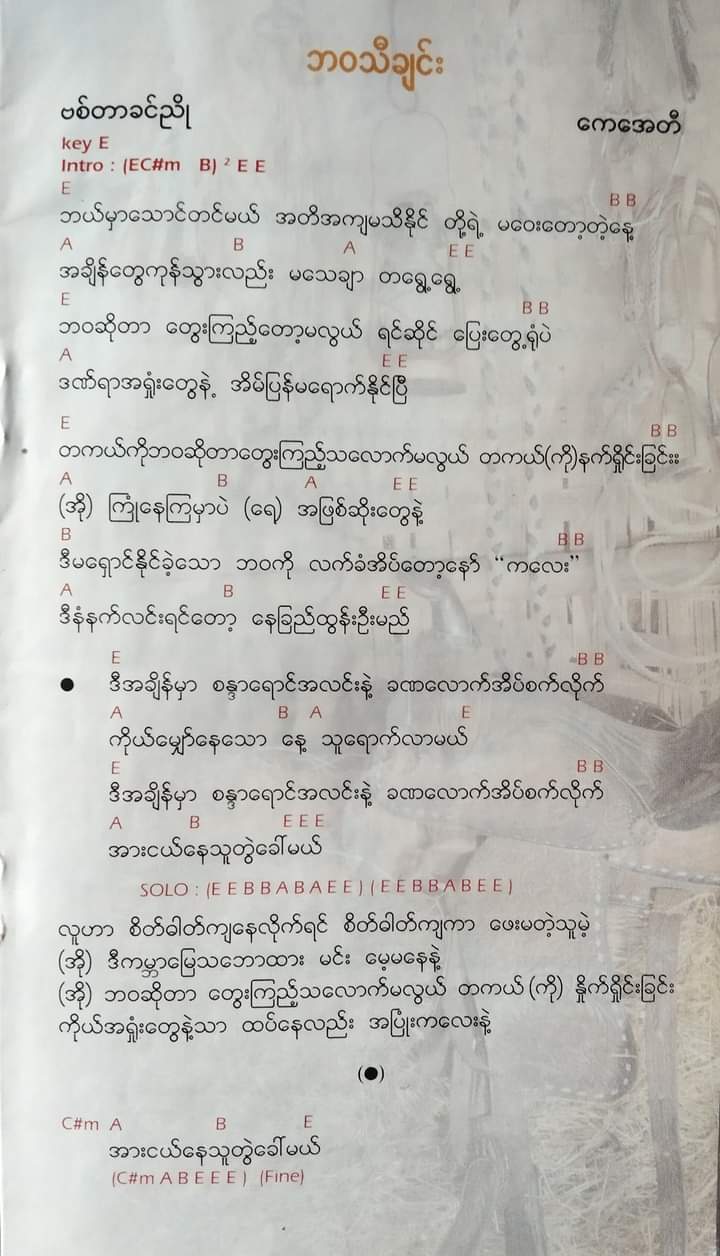 ဘဝသီချင်း
ဗစ်တာခင်ညို
ကေအေတီ
key E
Intro : (EC#m B) ² E E
E B B
ဘယ်မှာသောင်တင်မယ် အတိအကျမသိနိုင် တို့ရဲ့ မဝေးတော့တဲ့နေ့
A B A E E
အချိန်တွေကုန်သွားလည်း မသေချာ တရွေ့ရွေ့
E B B
ဘဝဆိုတာ တွေးကြည့်တော့မလွယ် ရင်ဆိုင် ပြေးတွေ့ရုံပဲ
A E E
ဒဏ်ရာအရှုံးတွေနဲ့ အိမ်ပြန်မရောက်နိုင်ပြီ
E B B
တကယ်ကိုဘဝဆိုတာတွေးကြည့်သလောက်မလွယ် တကယ်(ကို)နက်ရှိုင်းခြင်း
A B A E E
(အို) ကြုံနေကြမှာပဲ (ရေ) အဖြစ်ဆိုးတွေနဲ့
B B B
ဒီမရှောင်နိုင်ခဲ့သော ဘဝကို လက်ခံအိပ်တော့နော် “ကလေး”
A B E E
ဒီနံနက်လင်းရင်တော့ နေခြည်ထွန်းဦးမည်
E B B
● ဒီအချိန်မှာ စန္ဒာရောင်အလင်းနဲ့ ခဏလောက်အိပ်စက်လိုက်
A B A E
ကိုယ်မျှော်နေသော နေ့ သူရောက်လာမယ်
E B B
ဒီအချိန်မှာ စန္ဒာရောင်အလင်းနဲ့ ခဏလောက်အိပ်စက်လိုက်
A B E E E
အားငယ်နေသူတွဲခေါ်မယ်
SOLO : (E E B B A B A E E ) ( E E B B A B E E )
လူဟာ စိတ်ဓါတ်ကျနေလိုက်ရင် စိတ်ဓါတ်ကျကာ ဖေးမတဲ့သူမဲ့
(အို) ဒီကမ္ဘာမြေသဘောထား မင်း မေ့မနေနဲ့
(အို) ဘဝဆိုတာ တွေးကြည့်သလောက်မလွယ် တကယ် (ကို) နှိုက်ရှိုင်းခြင်း
ကိုယ်အရှုံးတွေနဲ့သာ ထပ်နေလည်း အပြုံးကလေးနဲ့
(●)
C#m A B E
အားငယ်နေသူတွဲခေါ်မယ်
(C#m A B E E E ) (Fine)